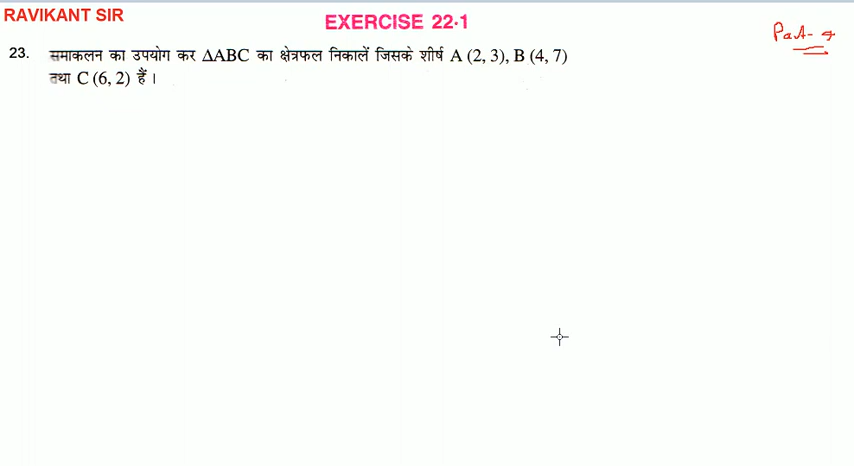 RAVIKANT SIR
EXERCISE 22·1
23. समाकलन का उपयोग कर ΔABC का क्षेत्रफल निकालें जिसके शीर्ष A (2, 3), B (4, 7)
तथा C (6, 2) हैं ।